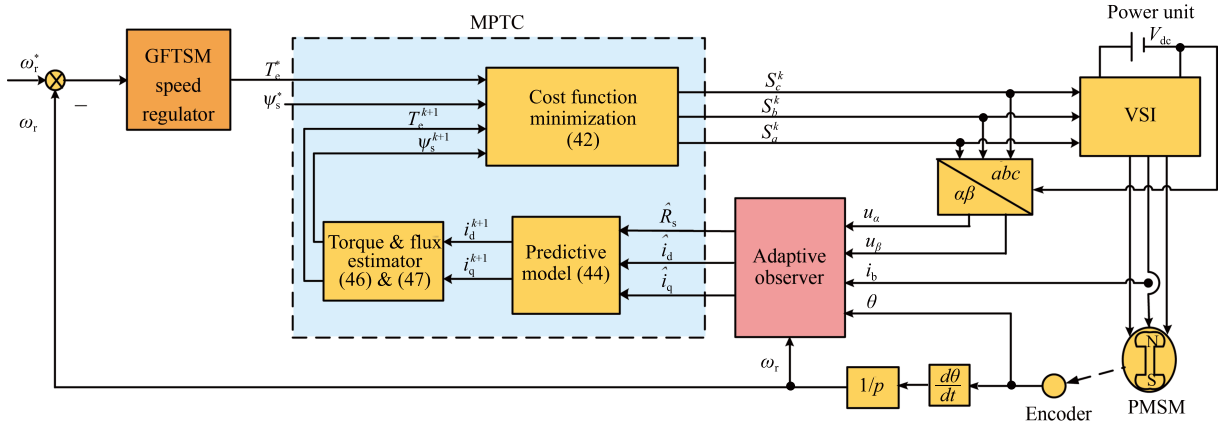 MPTC
Power unit
V_dc
ω_r^*
−
ω_r
GFTSM
speed
regulator
T_e^*
ψ_s^*
T_e^{k+1}
ψ_s^{k+1}
Cost function
minimization
(42)
S_c^k
S_b^k
S_a^k
VSI
abc
αβ
Torque & flux
estimator
(46) & (47)
i_d^{k+1}
i_q^{k+1}
Predictive
model (44)
R̂_s
î_d
î_q
Adaptive
observer
u_α
u_β
i_b
θ
ω_r
1/p
dθ
dt
Encoder
N
S
PMSM